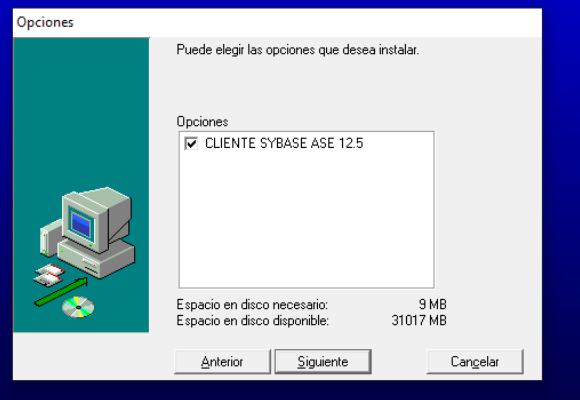 Opciones
Puede elegir las opciones que desea instalar.
Opciones
CLIENTE SYBASE ASE 12.5
Espacio en disco necesario: 9 MB
Espacio en disco disponible: 31017 MB
Anterior Siguiente Cancelar